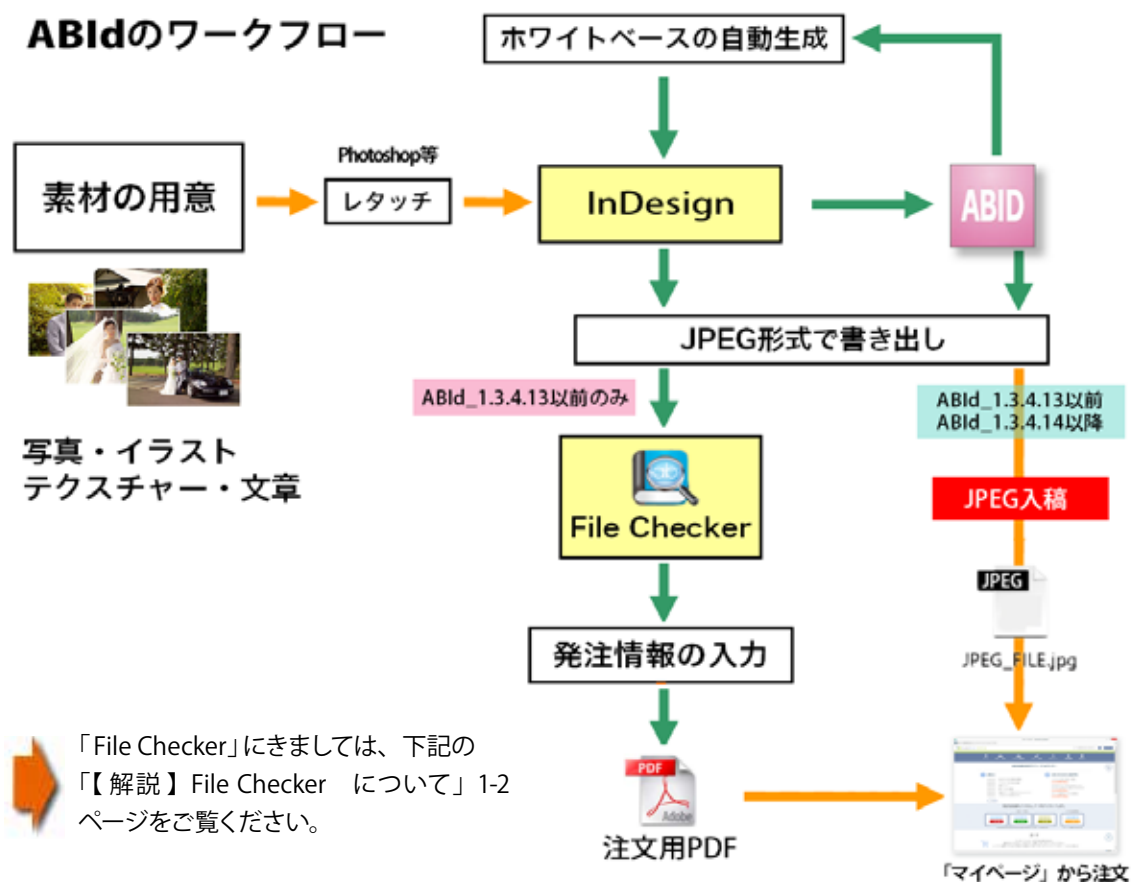 ABIdのワークフロー
ホワイトベースの自動生成
素材の用意
Photoshop等
レタッチ
InDesign
ABID
JPEG形式で書き出し
ABId_1.3.4.13以前のみ
ABId_1.3.4.13以前
ABId_1.3.4.14以降
写真・イラスト
テクスチャー・文章
File Checker
JPEG入稿
JPEG
JPEG_FILE.jpg
発注情報の入力
「File Checker」にきましては、下記の
「【解説】File Checker　について」1-2
ページをご覧ください。
PDF
Adobe
注文用PDF
「マイページ」から注文